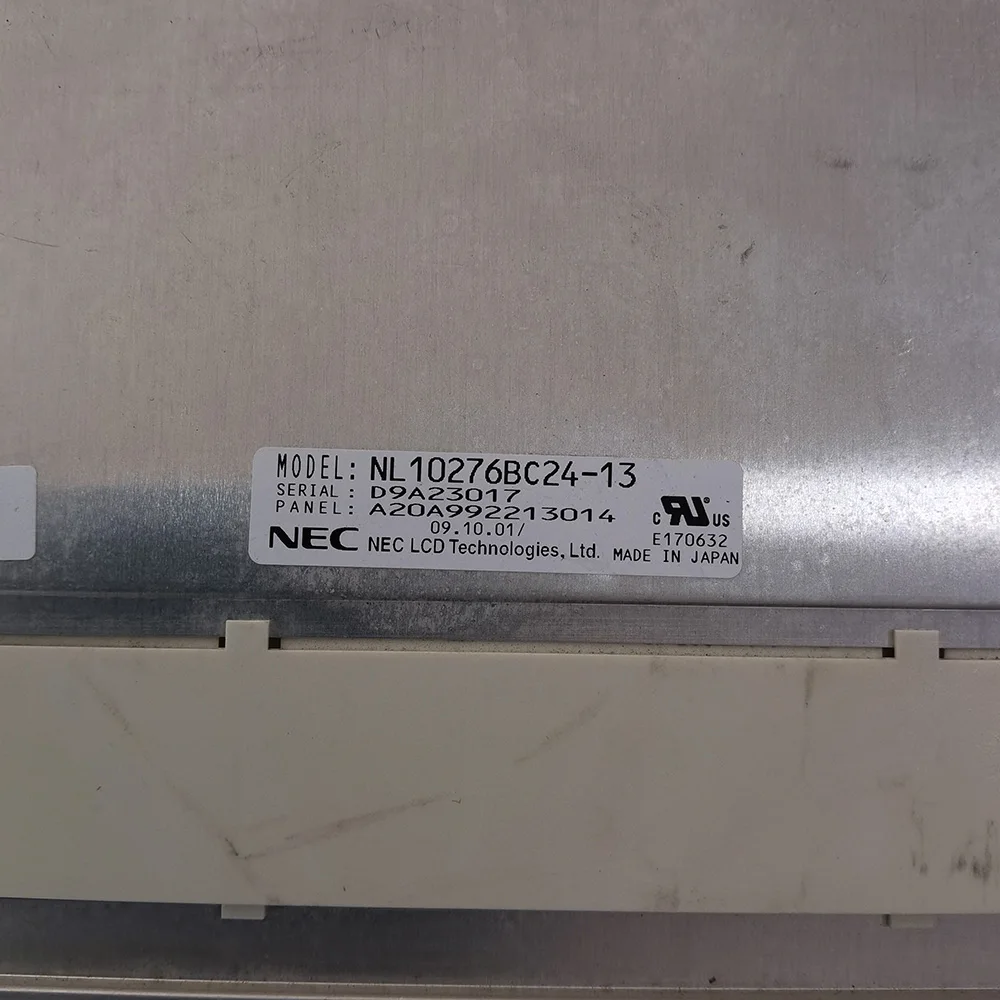 MODEL: NL10276BC24-13
SERIAL : D9A23017
PANEL: A20A992213014
09.10.01/
c RU® US
E170632
NEC NEC LCD Technologies, Ltd. MADE IN JAPAN